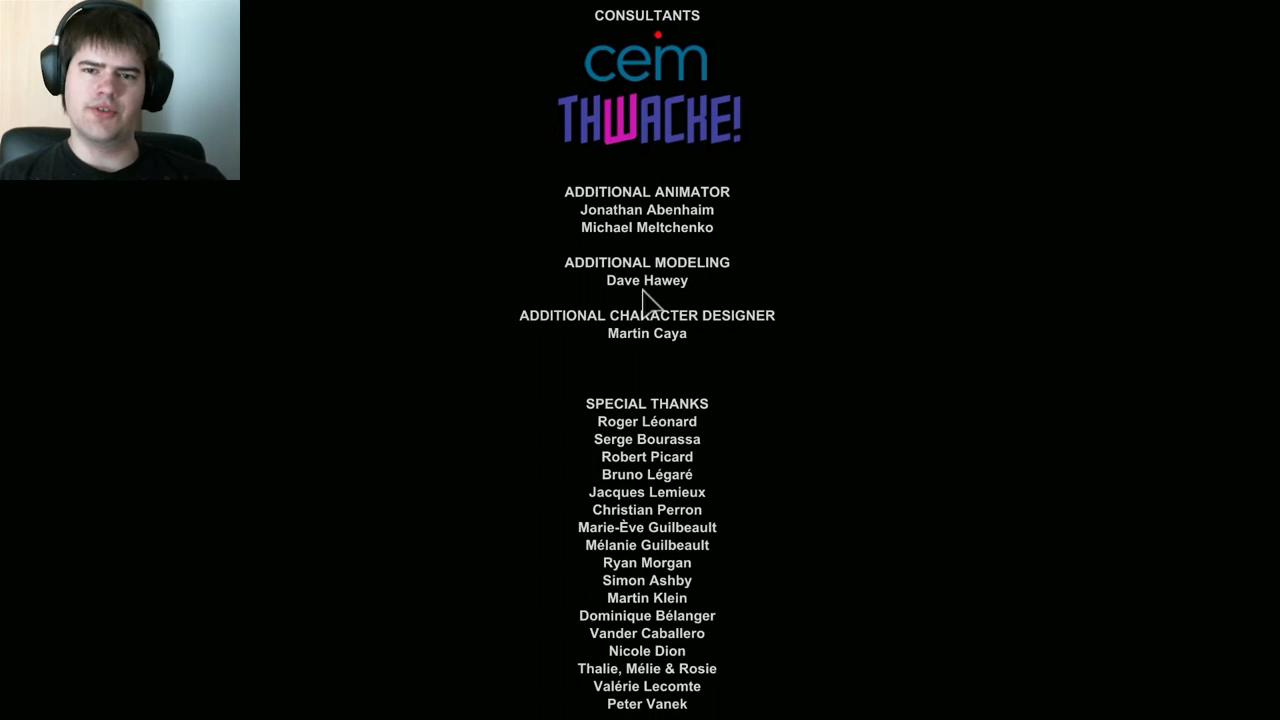 CONSULTANTS
ceim
THWACKE!
ADDITIONAL ANIMATOR
Jonathan Abenhaim
Michael Meltchenko
ADDITIONAL MODELING
Dave Hawey
ADDITIONAL CHARACTER DESIGNER
Martin Caya
SPECIAL THANKS
Roger Léonard
Serge Bourassa
Robert Picard
Bruno Légaré
Jacques Lemieux
Christian Perron
Marie-Ève Guilbeault
Mélanie Guilbeault
Ryan Morgan
Simon Ashby
Martin Klein
Dominique Bélanger
Vander Caballero
Nicole Dion
Thalie, Mélie & Rosie
Valérie Lecomte
Peter Vanek